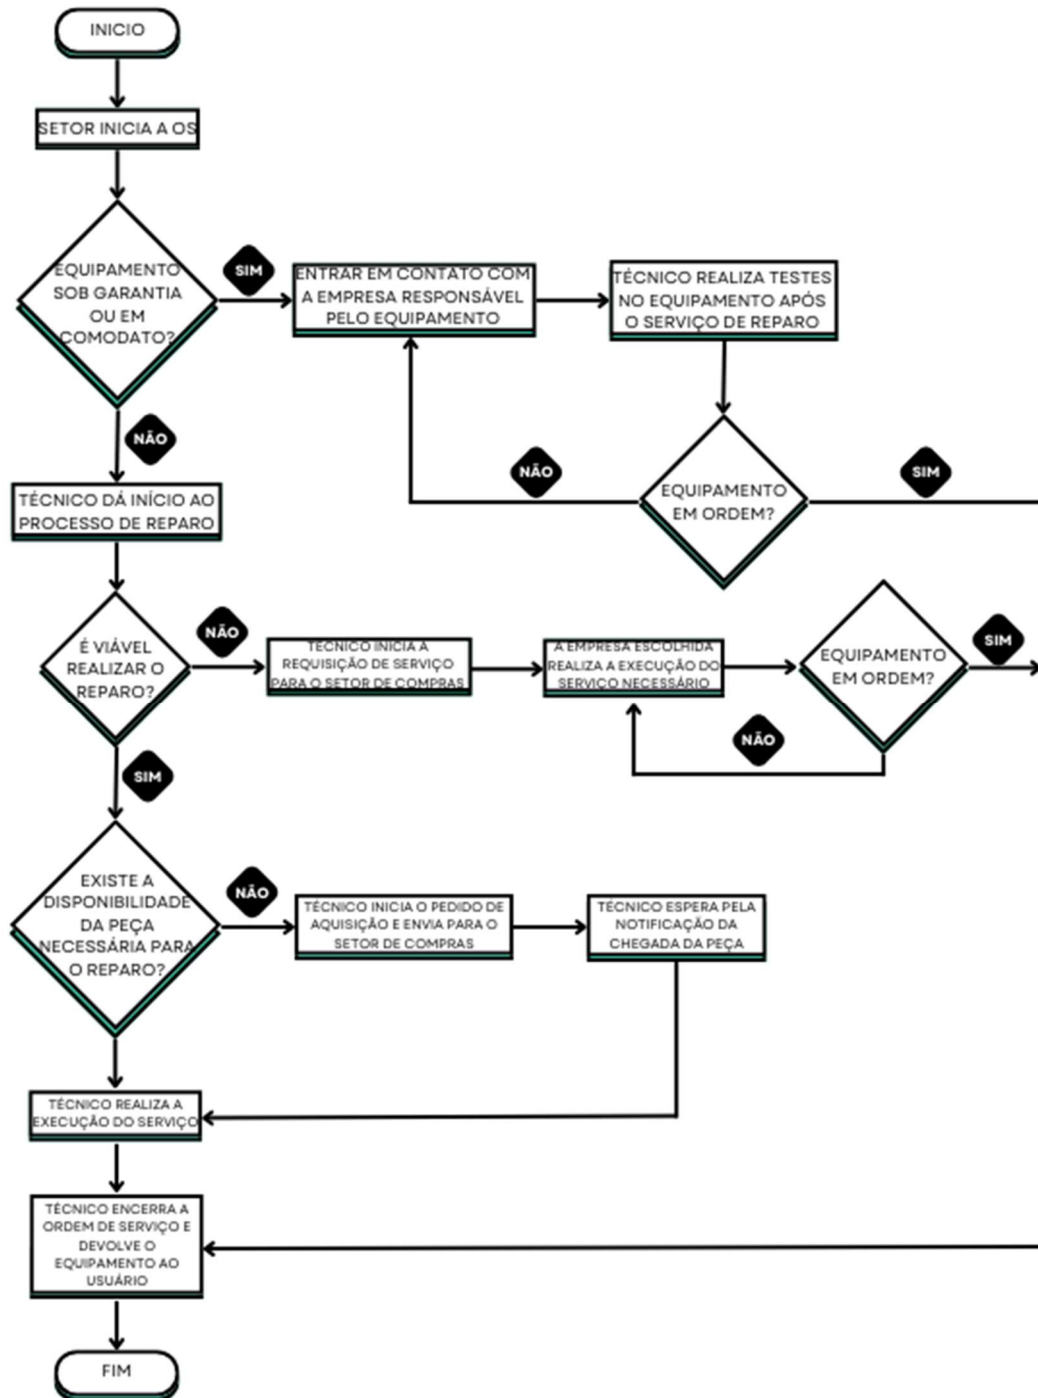 INICIO
SETOR INICIA A OS
EQUIPAMENTO
SOB GARANTIA
OU EM
COMODATO?
SIM
ENTRAR EM CONTATO COM
A EMPRESA RESPONSÁVEL
PELO EQUIPAMENTO
TÉCNICO REALIZA TESTES
NO EQUIPAMENTO APÓS
O SERVIÇO DE REPARO
NÃO
EQUIPAMENTO
EM ORDEM?
NÃO
SIM
TÉCNICO DÁ INÍCIO AO
PROCESSO DE REPARO
É VIÁVEL
REALIZAR O
REPARO?
NÃO
TÉCNICO INICIA A
REQUISIÇÃO DE SERVIÇO
PARA O SETOR DE COMPRAS
A EMPRESA ESCOLHIDA
REALIZA A EXECUÇÃO DO
SERVIÇO NECESSÁRIO
EQUIPAMENTO
EM ORDEM?
SIM
NÃO
SIM
EXISTE A
DISPONIBILIDADE
DA PEÇA
NECESSÁRIA PARA
O REPARO?
NÃO
TÉCNICO INICIA O PEDIDO DE
AQUISIÇÃO E ENVIA PARA O
SETOR DE COMPRAS
TÉCNICO ESPERA PELA
NOTIFICAÇÃO DA
CHEGADA DA PEÇA
TÉCNICO REALIZA A
EXECUÇÃO DO SERVIÇO
TÉCNICO ENCERRA A
ORDEM DE SERVIÇO E
DEVOLVE O
EQUIPAMENTO AO
USUÁRIO
FIM